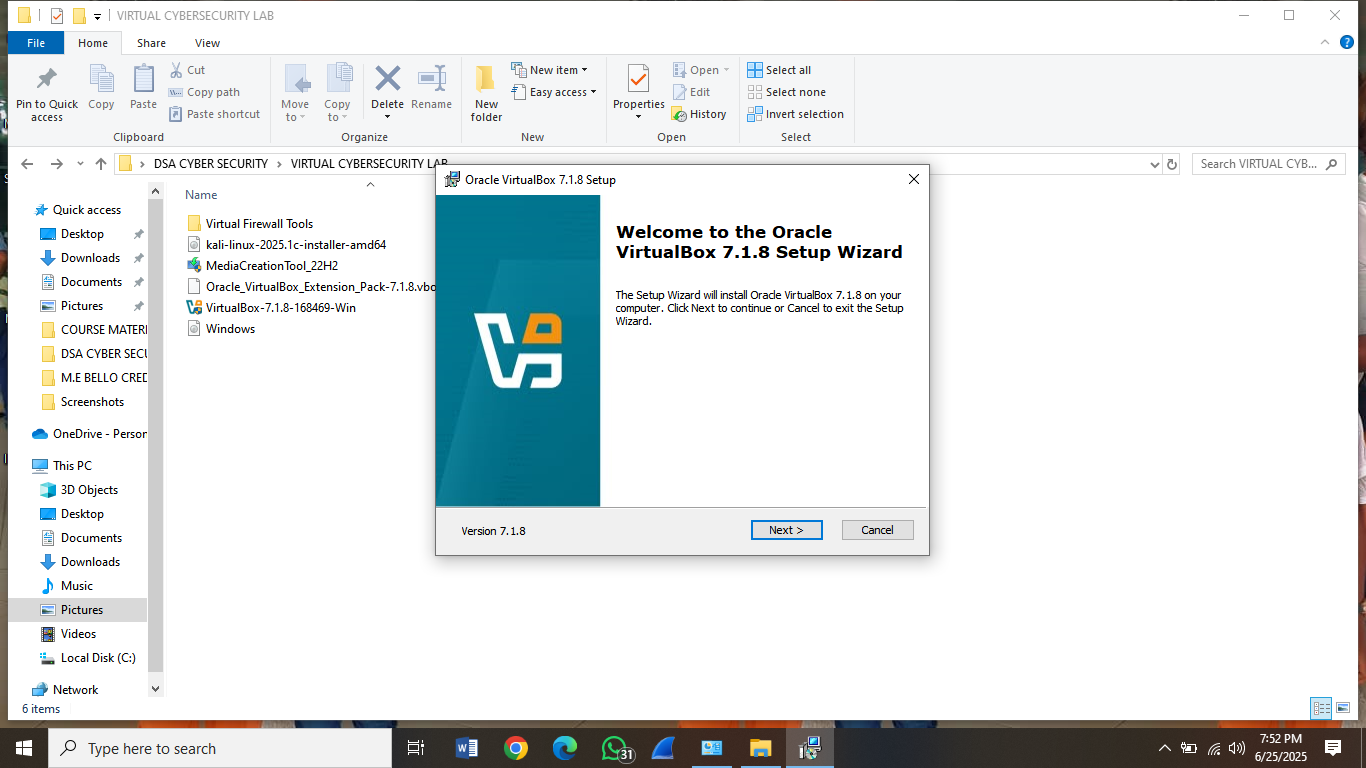 VIRTUAL CYBERSECURITY LAB
File Home Share View
Pin to Quick access
Copy
Paste
Cut
Copy path
Paste shortcut
Clipboard
Move to
Copy to
Delete
Rename
Organize
New folder
New item
Easy access
New
Properties
Open
Edit
History
Open
Select all
Select none
Invert selection
Select
DSA CYBER SECURITY > VIRTUAL CYBERSECURITY LAB
Search VIRTUAL CYB...
Quick access
Desktop
Downloads
Documents
Pictures
COURSE MATERI
DSA CYBER SECU
M.E BELLO CRED
Screenshots
OneDrive - Person
This PC
3D Objects
Desktop
Documents
Downloads
Music
Pictures
Videos
Local Disk (C:)
Network
6 items
Name
Virtual Firewall Tools
kali-linux-2025.1c-installer-amd64
MediaCreationTool_22H2
Oracle_VirtualBox_Extension_Pack-7.1.8.vbo
VirtualBox-7.1.8-168469-Win
Windows
Oracle VirtualBox 7.1.8 Setup
Welcome to the Oracle
VirtualBox 7.1.8 Setup Wizard
The Setup Wizard will install Oracle VirtualBox 7.1.8 on your
computer. Click Next to continue or Cancel to exit the Setup
Wizard.
Version 7.1.8
Next >
Cancel
Type here to search
31
7:52 PM
6/25/2025